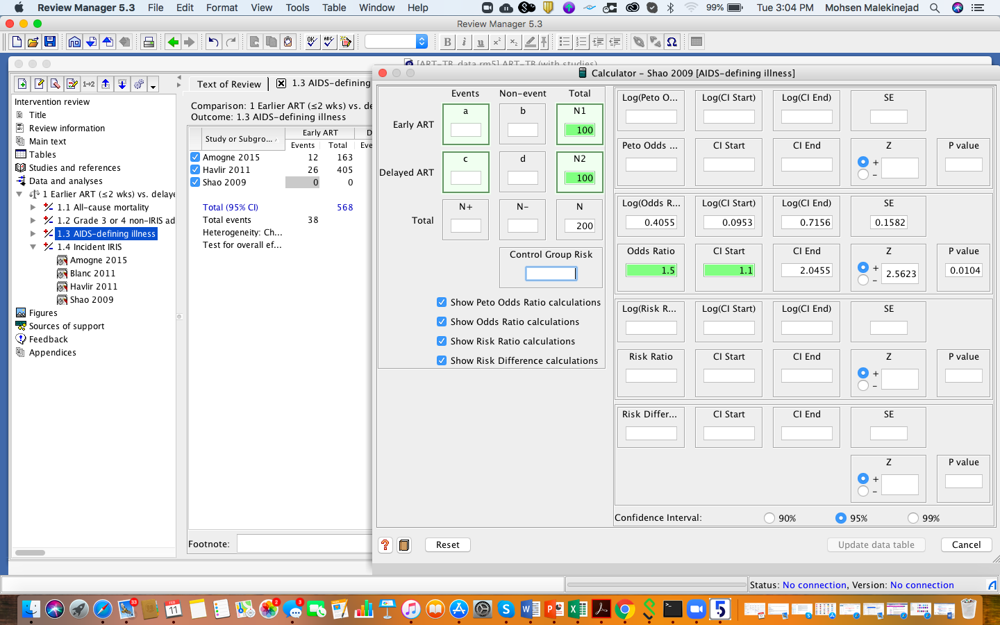 Review Manager 5.3 File Edit Format View Tools Table Window Help 99% Tue 3:04 PM Mohsen Malekinejad
Review Manager 5.3
B i u x² x₂ Ω
[ART-TB_data.rm5] ART-TB (with studies)
Calculator – Shao 2009 [AIDS-defining illness]
Intervention review
Title
Review information
Main text
Tables
Studies and references
Data and analyses
1 Earlier ART (≤2 wks) vs. delaye
1.1 All-cause mortality
1.2 Grade 3 or 4 non-IRIS ad
1.3 AIDS-defining illness
1.4 Incident IRIS
Amogne 2015
Blanc 2011
Havlir 2011
Shao 2009
Figures
Sources of support
Feedback
Appendices
Text of Review 1.3 AIDS-defining
Comparison: 1 Earlier ART (≤2 wks) vs. de
Outcome: 1.3 AIDS-defining illness
Study or Subgro... Early ART D
Events Total Eve
Amogne 2015 12 163
Havlir 2011 26 405
Shao 2009 0 0
Total (95% CI) 568
Total events 38
Heterogeneity: Ch...
Test for overall ef...
Footnote:
Events Non-event Total
a b N1
Early ART 100
c d N2
Delayed ART 100
N+ N- N
Total 200
Control Group Risk
Show Peto Odds Ratio calculations
Show Odds Ratio calculations
Show Risk Ratio calculations
Show Risk Difference calculations
Log(Peto O... Log(CI Start) Log(CI End) SE
Peto Odds ... CI Start CI End Z P value
+
–
Log(Odds R... Log(CI Start) Log(CI End) SE
0.4055 0.0953 0.7156 0.1582
Odds Ratio CI Start CI End Z P value
1.5 1.1 2.0455 + – 2.5623 0.0104
Log(Risk R... Log(CI Start) Log(CI End) SE
Risk Ratio CI Start CI End Z P value
+
–
Risk Differ... CI Start CI End SE
Z P value
+
–
Confidence Interval: 90% 95% 99%
? Reset Update data table Cancel
Status: No connection, Version: No connection